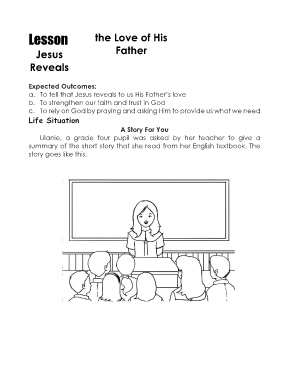 Lesson
Jesus
Reveals
the Love of His
Father
Expected Outcomes:
a. To tell that Jesus reveals to us His Father's love
b. To strengthen our faith and trust in God
c. To rely on God by praying and asking Him to provide us what we need
Life Situation
A Story For You
Lilanie, a grade four pupil was asked by her teacher to give a
summary of the short story that she read from her English textbook. The
story goes like this.